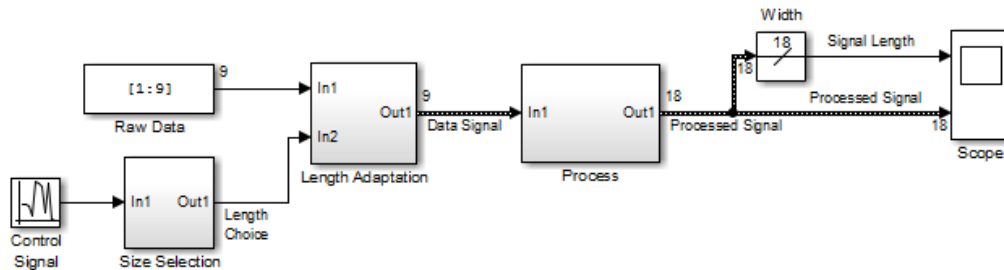 Width
18
Signal Length
18
9
[1:9]
In1
9
18
Processed Signal
Out1
In1
Out1
Raw Data
In2
Data Signal
Processed Signal
18
Length Adaptation
Process
Scope
In1
Out1
Length
Choice
Control
Signal
Size Selection